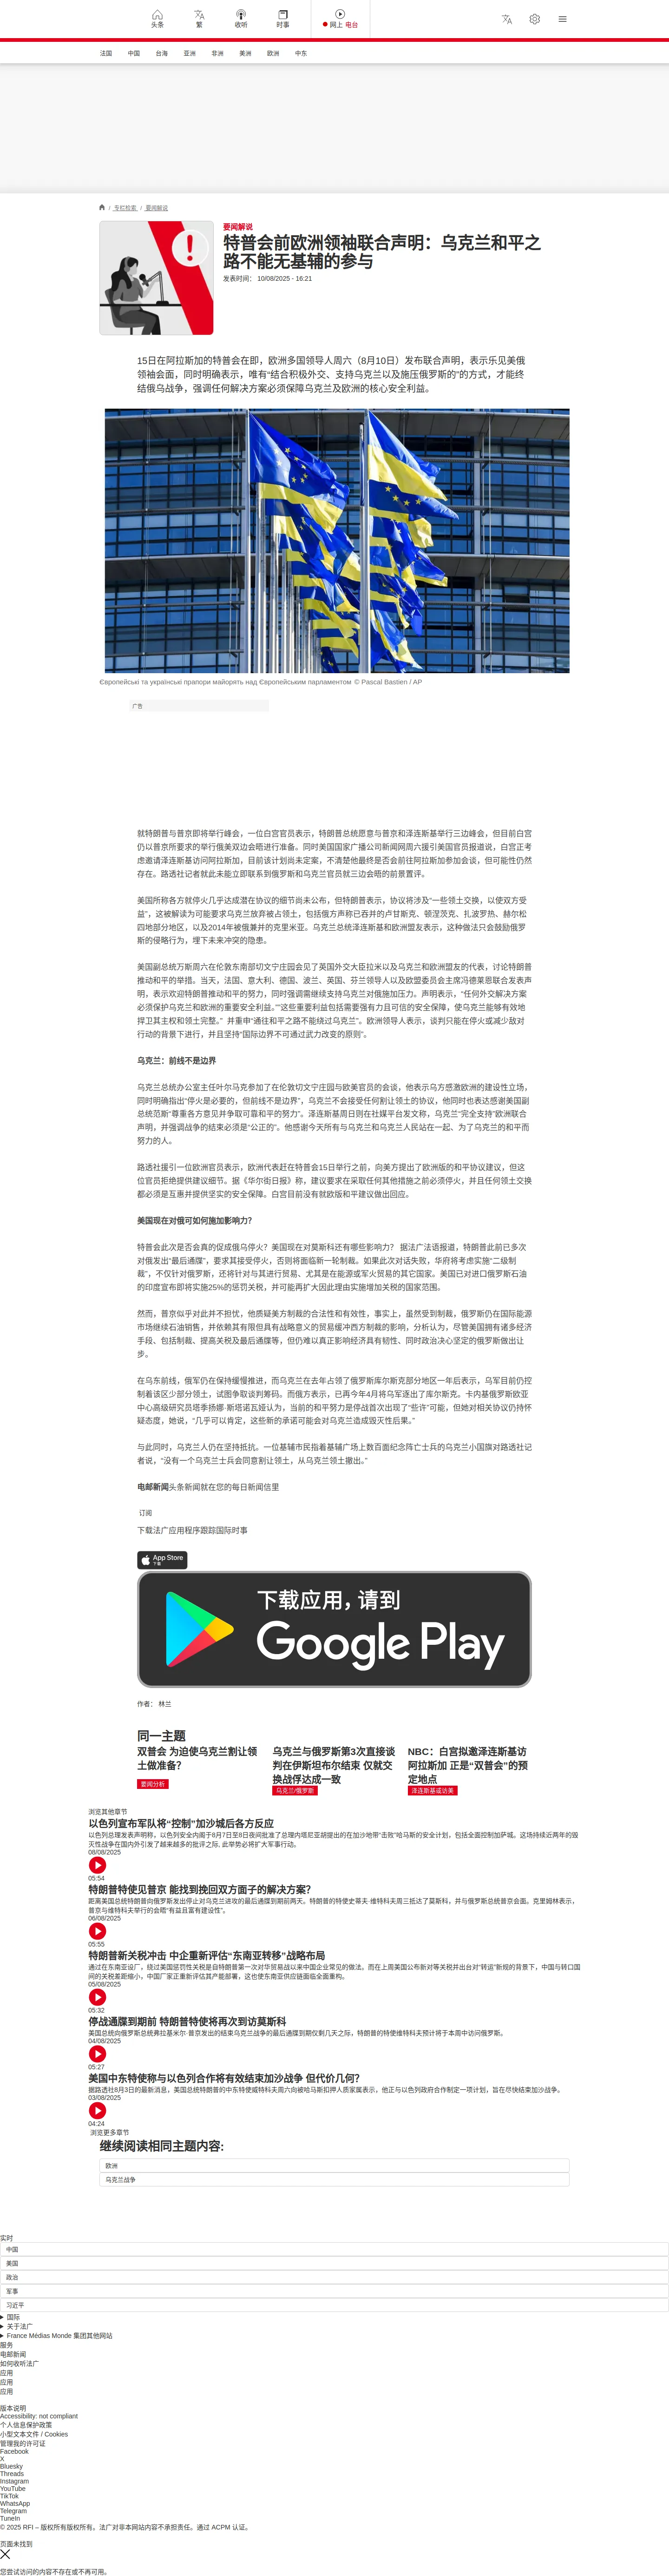 头条
繁
收听
时事
网上 电台
法国 中国 台海 亚洲 非洲 美洲 欧洲 中东
/ 专栏检索 / 要闻解说
要闻解说
特普会前欧洲领袖联合声明：乌克兰和平之
路不能无基辅的参与
发表时间： 10/08/2025 - 16:21
15日在阿拉斯加的特普会在即，欧洲多国领导人周六（8月10日）发布联合声明，表示乐见美俄
领袖会面，同时明确表示，唯有“结合积极外交、支持乌克兰以及施压俄罗斯的”的方式，才能终
结俄乌战争，强调任何解决方案必须保障乌克兰及欧洲的核心安全利益。
Європейські та українські прапори майорять над Європейським парламентом © Pascal Bastien / AP
广告
就特朗普与普京即将举行峰会，一位白宫官员表示，特朗普总统愿意与普京和泽连斯基举行三边峰会，但目前白宫
仍以普京所要求的举行俄美双边会晤进行准备。同时美国国家广播公司新闻网周六援引美国官员报道说，白宫正考
虑邀请泽连斯基访问阿拉斯加，目前该计划尚未定案，不清楚他最终是否会前往阿拉斯加参加会谈，但可能性仍然
存在。路透社记者就此未能立即联系到俄罗斯和乌克兰官员就三边会晤的前景置评。
美国所称各方就停火几乎达成潜在协议的细节尚未公布，但特朗普表示，协议将涉及“一些领土交换，以使双方受
益”，这被解读为可能要求乌克兰放弃被占领土，包括俄方声称已吞并的卢甘斯克、顿涅茨克、扎波罗热、赫尔松
四地部分地区，以及2014年被俄兼并的克里米亚。乌克兰总统泽连斯基和欧洲盟友表示，这种做法只会鼓励俄罗
斯的侵略行为，埋下未来冲突的隐患。
美国副总统万斯周六在伦敦东南部切文宁庄园会见了英国外交大臣拉米以及乌克兰和欧洲盟友的代表，讨论特朗普
推动和平的举措。当天，法国、意大利、德国、波兰、英国、芬兰领导人以及欧盟委员会主席冯德莱恩联合发表声
明，表示欢迎特朗普推动和平的努力，同时强调需继续支持乌克兰对俄施加压力。声明表示，“任何外交解决方案
必须保护乌克兰和欧洲的重要安全利益。”“这些重要利益包括需要强有力且可信的安全保障，使乌克兰能够有效地
捍卫其主权和领土完整。” 并重申“通往和平之路不能绕过乌克兰”。欧洲领导人表示，谈判只能在停火或减少敌对
行动的背景下进行，并且坚持“国际边界不可通过武力改变的原则”。
乌克兰：前线不是边界
乌克兰总统办公室主任叶尔马克参加了在伦敦切文宁庄园与欧美官员的会谈，他表示乌方感激欧洲的建设性立场，
同时明确指出“停火是必要的，但前线不是边界”，乌克兰不会接受任何割让领土的协议，他同时也表达感谢美国副
总统范斯“尊重各方意见并争取可靠和平的努力”。泽连斯基周日则在社媒平台发文称，乌克兰“完全支持”欧洲联合
声明，并强调战争的结束必须是“公正的”。他感谢今天所有与乌克兰和乌克兰人民站在一起、为了乌克兰的和平而
努力的人。
路透社援引一位欧洲官员表示，欧洲代表赶在特普会15日举行之前，向美方提出了欧洲版的和平协议建议，但这
位官员拒绝提供建议细节。据《华尔街日报》称，建议要求在采取任何其他措施之前必须停火，并且任何领土交换
都必须是互惠并提供坚实的安全保障。白宫目前没有就欧版和平建议做出回应。
美国现在对俄可如何施加影响力？
特普会此次是否会真的促成俄乌停火？美国现在对莫斯科还有哪些影响力？ 据法广法语报道，特朗普此前已多次
对俄发出“最后通牒”，要求其接受停火，否则将面临新一轮制裁。如果此次对话失败，华府将考虑实施“二级制
裁”，不仅针对俄罗斯，还将针对与其进行贸易、尤其是在能源或军火贸易的其它国家。美国已对进口俄罗斯石油
的印度宣布即将实施25%的惩罚关税，并可能再扩大因此理由实施增加关税的国家范围。
然而，普京似乎对此并不担忧，他质疑美方制裁的合法性和有效性，事实上，虽然受到制裁，俄罗斯仍在国际能源
市场继续石油销售，并依赖其有限但具有战略意义的贸易缓冲西方制裁的影响，分析认为，尽管美国拥有诸多经济
手段、包括制裁、提高关税及最后通牒等，但仍难以真正影响经济具有韧性、同时政治决心坚定的俄罗斯做出让
步。
在乌东前线，俄军仍在保持缓慢推进，而乌克兰在去年占领了俄罗斯库尔斯克部分地区一年后表示，乌军目前仍控
制着该区少部分领土，试图争取谈判筹码。而俄方表示，已再今年4月将乌军逐出了库尔斯克。卡内基俄罗斯欧亚
中心高级研究员塔季扬娜·斯塔诺瓦娅认为，当前的和平努力是停战首次出现了“些许”可能，但她对相关协议仍持怀
疑态度，她说，“几乎可以肯定，这些新的承诺可能会对乌克兰造成毁灭性后果。”
与此同时，乌克兰人仍在坚持抵抗。一位基辅市民指着基辅广场上数百面纪念阵亡士兵的乌克兰小国旗对路透社记
者说，“没有一个乌克兰士兵会同意割让领土，从乌克兰领土撤出。”
电邮新闻头条新闻就在您的每日新闻信里
订阅
下载法广应用程序跟踪国际时事
App Store
下载
下载应用，请到
Google Play
作者： 林兰
同一主题
双普会 为迫使乌克兰割让领
土做准备？
要闻分析
乌克兰与俄罗斯第3次直接谈
判在伊斯坦布尔结束 仅就交
换战俘达成一致
乌克兰/俄罗斯
NBC：白宫拟邀泽连斯基访
阿拉斯加 正是“双普会”的预
定地点
泽连斯基或访美
浏览其他章节
以色列宣布军队将“控制”加沙城后各方反应
以色列总理发表声明称，以色列安全内阁于8月7日至8日夜间批准了总理内塔尼亚胡提出的在加沙地带“击败”哈马斯的安全计划，包括全面控制加萨城。这场持续近两年的毁
灭性战争在国内外引发了越来越多的批评之际, 此举势必将扩大军事行动。
08/08/2025
05:54
特朗普特使见普京 能找到挽回双方面子的解决方案？
距离美国总统特朗普向俄罗斯发出停止对乌克兰进攻的最后通牒到期前两天。特朗普的特使史蒂夫·维特科夫周三抵达了莫斯科，并与俄罗斯总统普京会面。克里姆林表示，
普京与维特科夫举行的会晤“有益且富有建设性”。
06/08/2025
05:55
特朗普新关税冲击 中企重新评估“东南亚转移”战略布局
通过在东南亚设厂，绕过美国惩罚性关税是自特朗普第一次对华贸易战以来中国企业常见的做法。而在上周美国公布新对等关税并出台对“转运”新规的背景下，中国与转口国
间的关税差距缩小，中国厂家正重新评估其产能部署，这也使东南亚供应链面临全面重构。
05/08/2025
05:32
停战通牒到期前 特朗普特使将再次到访莫斯科
美国总统向俄罗斯总统弗拉基米尔·普京发出的结束乌克兰战争的最后通牒到期仅剩几天之际，特朗普的特使维特科夫预计将于本周中访问俄罗斯。
04/08/2025
05:27
美国中东特使称与以色列合作将有效结束加沙战争 但代价几何？
据路透社8月3日的最新消息，美国总统特朗普的中东特使威特科夫周六向被哈马斯扣押人质家属表示，他正与以色列政府合作制定一项计划，旨在尽快结束加沙战争。
03/08/2025
04:24
浏览更多章节
继续阅读相同主题内容:
欧洲
乌克兰战争
实时
中国
美国
政治
军事
习近平
国际
关于法广
France Médias Monde 集团其他网站
服务
电邮新闻
如何收听法广
应用
应用
应用
版本说明
Accessibility: not compliant
个人信息保护政策
小型文本文件 / Cookies
管理我的许可证
Facebook
X
Bluesky
Threads
Instagram
YouTube
TikTok
WhatsApp
Telegram
TuneIn
© 2025 RFI – 版权所有版权所有。法广对非本网站内容不承担责任。通过 ACPM 认证。
页面未找到
您尝试访问的内容不存在或不再可用。